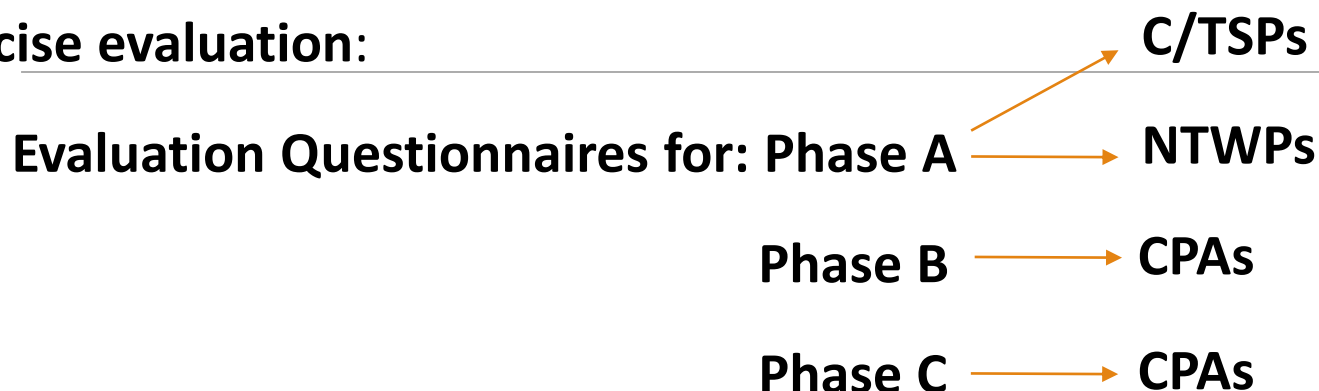 cise evaluation:
C/TSPs
Evaluation Questionnaires for: Phase A
NTWPs
Phase B
CPAs
Phase C
CPAs